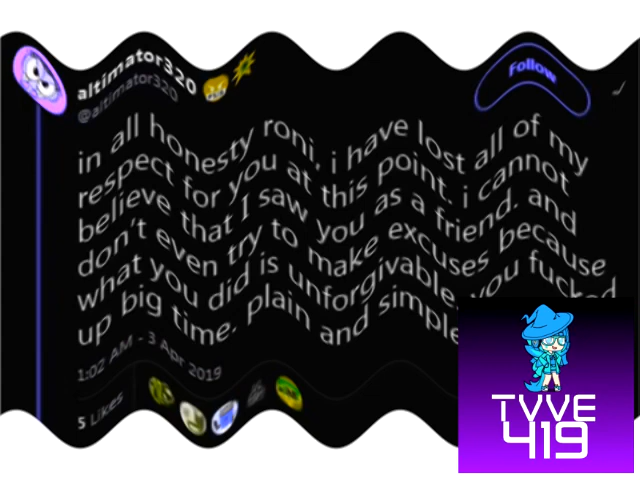 altimator320
@altimator320
Follow
in all honesty roni, i have lost all of my
respect for you at this point. i cannot
believe that I saw you as a friend. and
don't even try to make excuses because
what you did is unforgivable. you fucked
up big time. plain and simple
1:02 AM - 3 Apr 2019
5 Likes
TVVE
419